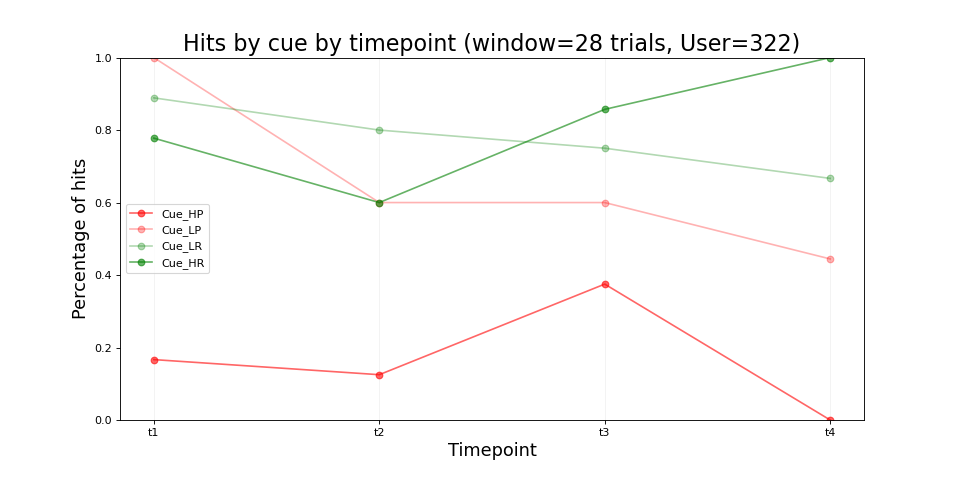 Hits by cue by timepoint (window=28 trials, User=322)
Percentage of hits
1.0
0.8
0.6
0.4
0.2
0.0
Cue_HP
Cue_LP
Cue_LR
Cue_HR
t1 t2 t3 t4
Timepoint